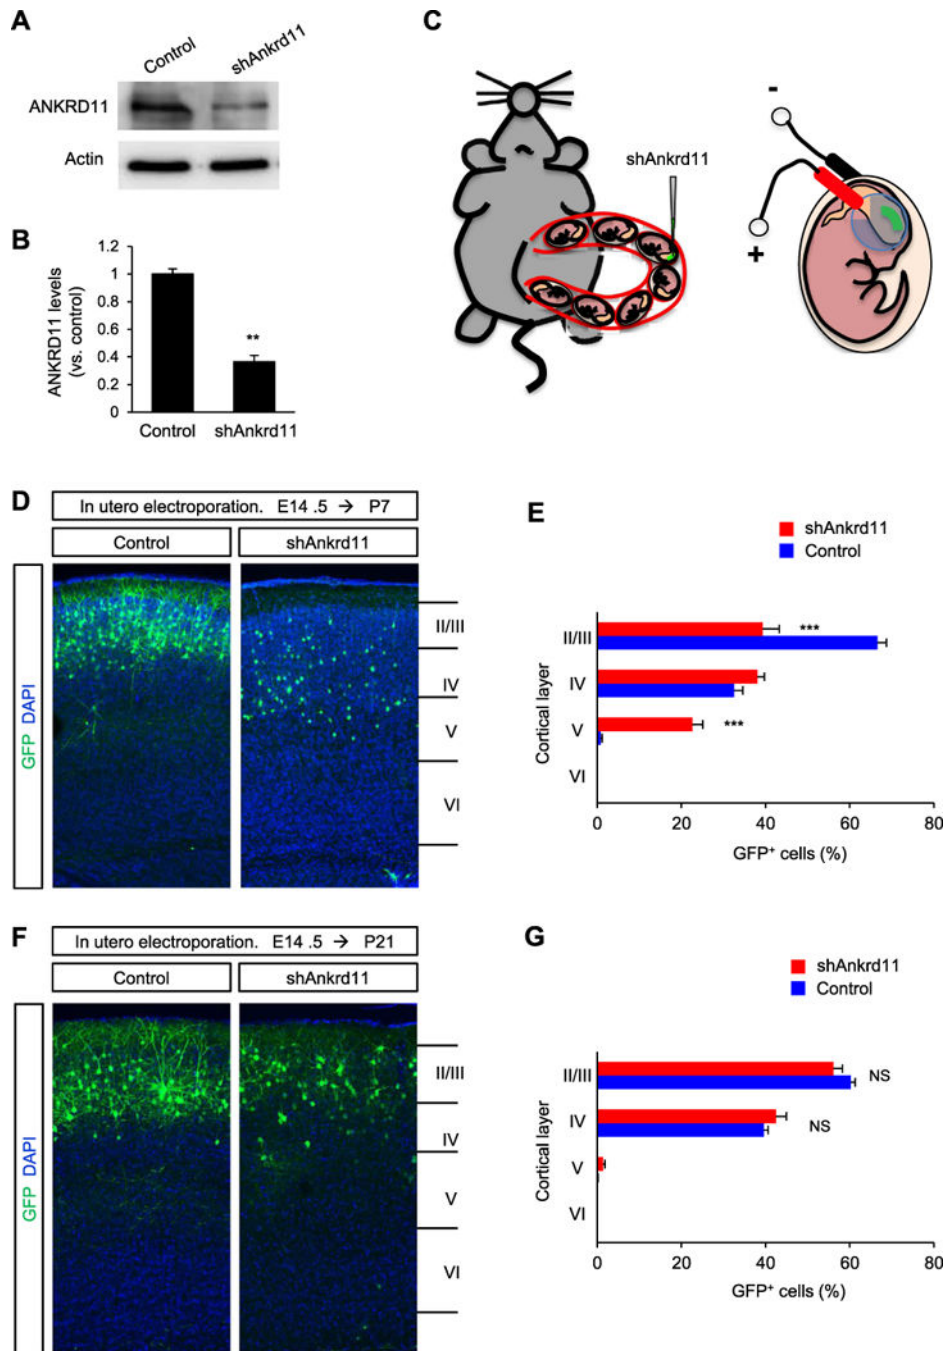 A
Control
shAnkrd11
ANKRD11
Actin
B
ANKRD11 levels
(vs. control)
1.2
1
0.8
0.6
0.4
0.2
0
**
Control
shAnkrd11
C
shAnkrd11
-
+
D
In utero electroporation. E14 .5 → P7
Control
shAnkrd11
GFP DAPI
II/III
IV
V
VI
E
shAnkrd11
Control
Cortical layer
II/III
***
IV
V
***
VI
0 20 40 60 80
GFP+ cells (%)
F
In utero electroporation. E14 .5 → P21
Control
shAnkrd11
GFP DAPI
II/III
IV
V
VI
G
shAnkrd11
Control
Cortical layer
II/III
NS
IV
NS
V
VI
0 20 40 60 80
GFP+ cells (%)